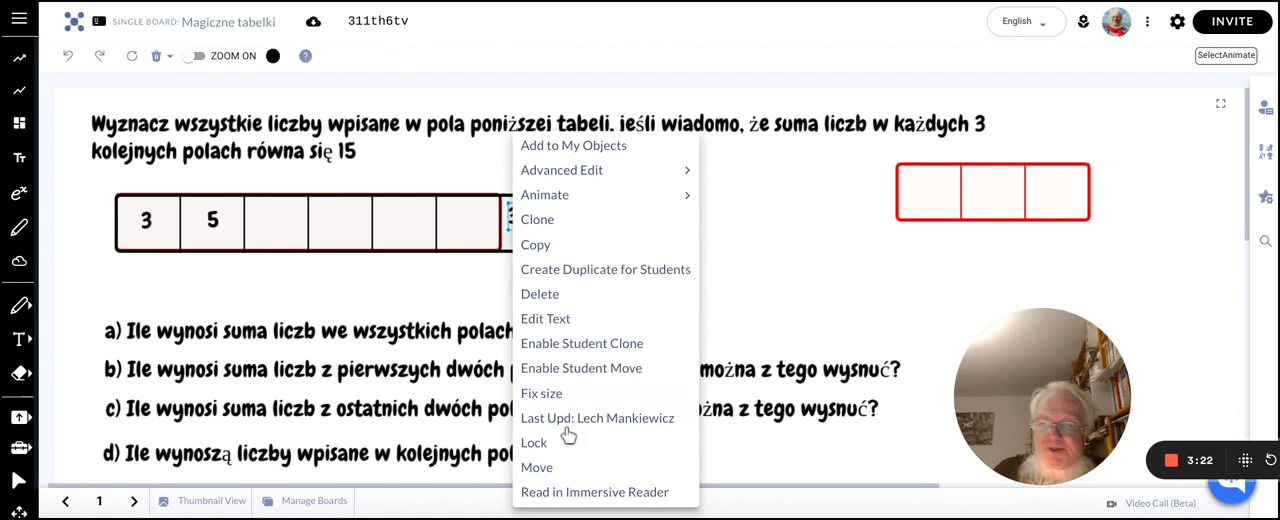 SINGLE BOARD: Magiczne tabelki
311th6tv
English
INVITE
ZOOM ON
SelectAnimate
Wyznacz wszystkie liczby wpisane w pola poniższej tabeli, jeśli wiadomo, że suma liczb w każdych 3
kolejnych polach równa się 15
3 5
Add to My Objects
Advanced Edit
Animate
Clone
Copy
Create Duplicate for Students
Delete
Edit Text
Enable Student Clone
Enable Student Move
Fix size
Last Upd: Lech Mankiewicz
Lock
Move
Read in Immersive Reader
a) Ile wynosi suma liczb we wszystkich polach
b) Ile wynosi suma liczb z pierwszych dwóch można z tego wysnuć?
c) Ile wynosi suma liczb z ostatnich dwóch z tego wysnuć?
d) Ile wynoszą liczby wpisane w kolejnych
3:22
1
Thumbnail View
Manage Boards
Video Call (Beta)